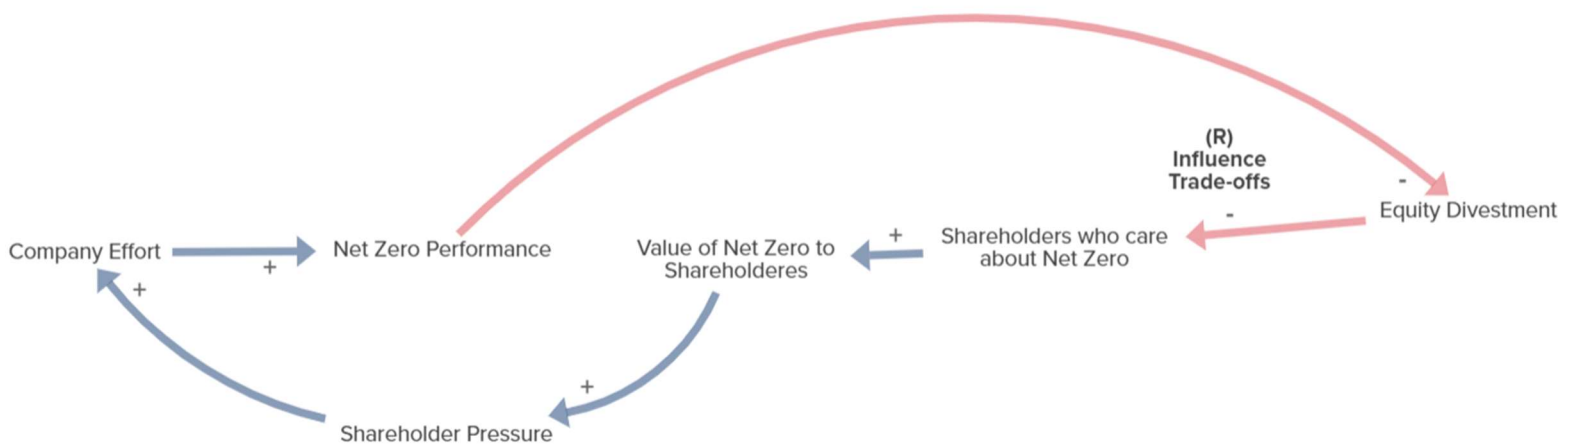 (R)
Influence
Trade-offs
-
-
Equity Divestment
Company Effort
+
Net Zero Performance
Value of Net Zero to
Shareholderes
+
Shareholders who care
about Net Zero
+
+
Shareholder Pressure